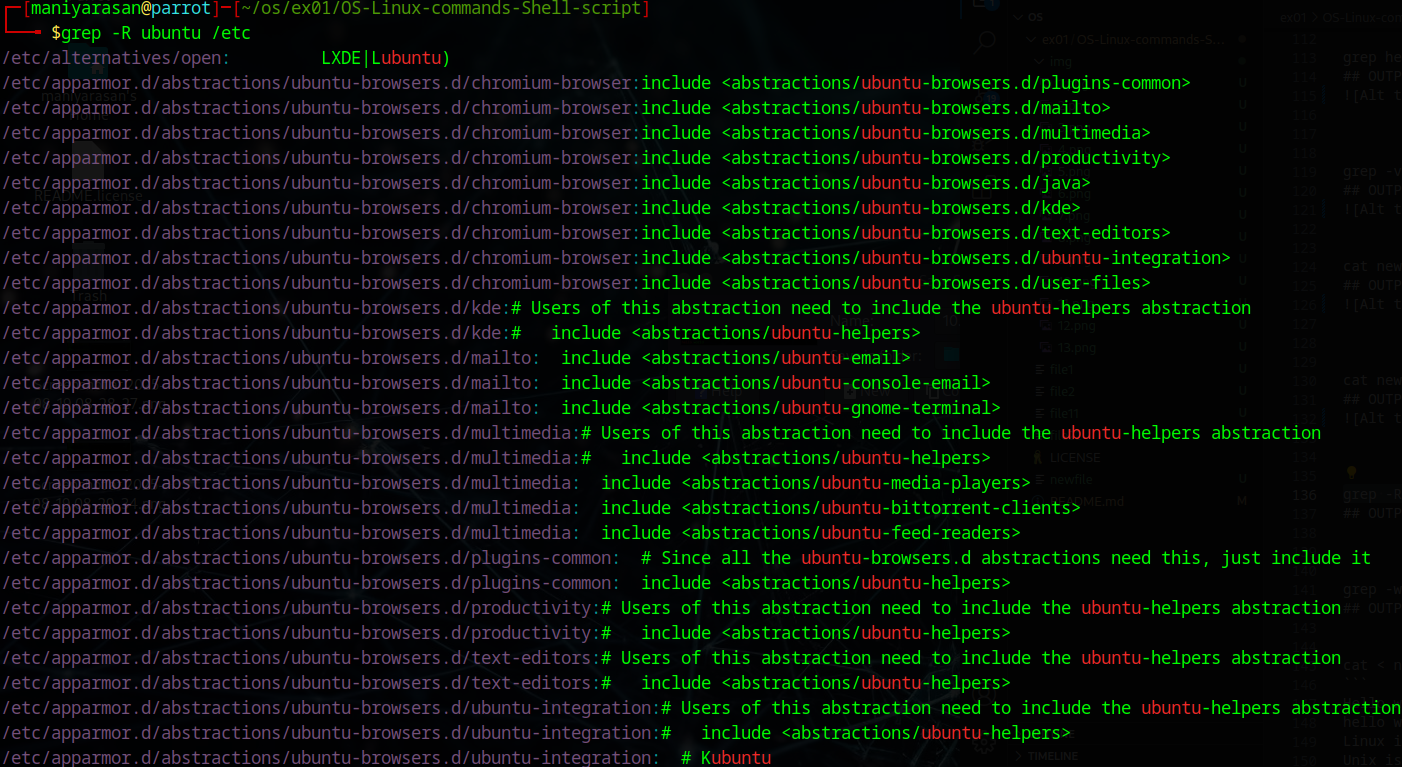 ┌─[maniyarasan@parrot]─[~/os/ex01/OS-Linux-commands-Shell-script]
└──╼ $grep -R ubuntu /etc
/etc/alternatives/open:         LXDE|Lubuntu)
/etc/apparmor.d/abstractions/ubuntu-browsers.d/chromium-browser:include <abstractions/ubuntu-browsers.d/plugins-common>
/etc/apparmor.d/abstractions/ubuntu-browsers.d/chromium-browser:include <abstractions/ubuntu-browsers.d/mailto>
/etc/apparmor.d/abstractions/ubuntu-browsers.d/chromium-browser:include <abstractions/ubuntu-browsers.d/multimedia>
/etc/apparmor.d/abstractions/ubuntu-browsers.d/chromium-browser:include <abstractions/ubuntu-browsers.d/productivity>
/etc/apparmor.d/abstractions/ubuntu-browsers.d/chromium-browser:include <abstractions/ubuntu-browsers.d/java>
/etc/apparmor.d/abstractions/ubuntu-browsers.d/chromium-browser:include <abstractions/ubuntu-browsers.d/kde>
/etc/apparmor.d/abstractions/ubuntu-browsers.d/chromium-browser:include <abstractions/ubuntu-browsers.d/text-editors>
/etc/apparmor.d/abstractions/ubuntu-browsers.d/chromium-browser:include <abstractions/ubuntu-browsers.d/ubuntu-integration>
/etc/apparmor.d/abstractions/ubuntu-browsers.d/chromium-browser:include <abstractions/ubuntu-browsers.d/user-files>
/etc/apparmor.d/abstractions/ubuntu-browsers.d/kde:# Users of this abstraction need to include the ubuntu-helpers abstraction
/etc/apparmor.d/abstractions/ubuntu-browsers.d/kde:#   include <abstractions/ubuntu-helpers>
/etc/apparmor.d/abstractions/ubuntu-browsers.d/mailto:  include <abstractions/ubuntu-email>
/etc/apparmor.d/abstractions/ubuntu-browsers.d/mailto:  include <abstractions/ubuntu-console-email>
/etc/apparmor.d/abstractions/ubuntu-browsers.d/mailto:  include <abstractions/ubuntu-gnome-terminal>
/etc/apparmor.d/abstractions/ubuntu-browsers.d/multimedia:# Users of this abstraction need to include the ubuntu-helpers abstraction
/etc/apparmor.d/abstractions/ubuntu-browsers.d/multimedia:#   include <abstractions/ubuntu-helpers>
/etc/apparmor.d/abstractions/ubuntu-browsers.d/multimedia:  include <abstractions/ubuntu-media-players>
/etc/apparmor.d/abstractions/ubuntu-browsers.d/multimedia:  include <abstractions/ubuntu-bittorrent-clients>
/etc/apparmor.d/abstractions/ubuntu-browsers.d/multimedia:  include <abstractions/ubuntu-feed-readers>
/etc/apparmor.d/abstractions/ubuntu-browsers.d/plugins-common:  # Since all the ubuntu-browsers.d abstractions need this, just include it
/etc/apparmor.d/abstractions/ubuntu-browsers.d/plugins-common:  include <abstractions/ubuntu-helpers>
/etc/apparmor.d/abstractions/ubuntu-browsers.d/productivity:# Users of this abstraction need to include the ubuntu-helpers abstraction
/etc/apparmor.d/abstractions/ubuntu-browsers.d/productivity:#   include <abstractions/ubuntu-helpers>
/etc/apparmor.d/abstractions/ubuntu-browsers.d/text-editors:# Users of this abstraction need to include the ubuntu-helpers abstraction
/etc/apparmor.d/abstractions/ubuntu-browsers.d/text-editors:#   include <abstractions/ubuntu-helpers>
/etc/apparmor.d/abstractions/ubuntu-browsers.d/ubuntu-integration:# Users of this abstraction need to include the ubuntu-helpers abstraction
/etc/apparmor.d/abstractions/ubuntu-browsers.d/ubuntu-integration:#   include <abstractions/ubuntu-helpers>
/etc/apparmor.d/abstractions/ubuntu-browsers.d/ubuntu-integration:  # Kubuntu